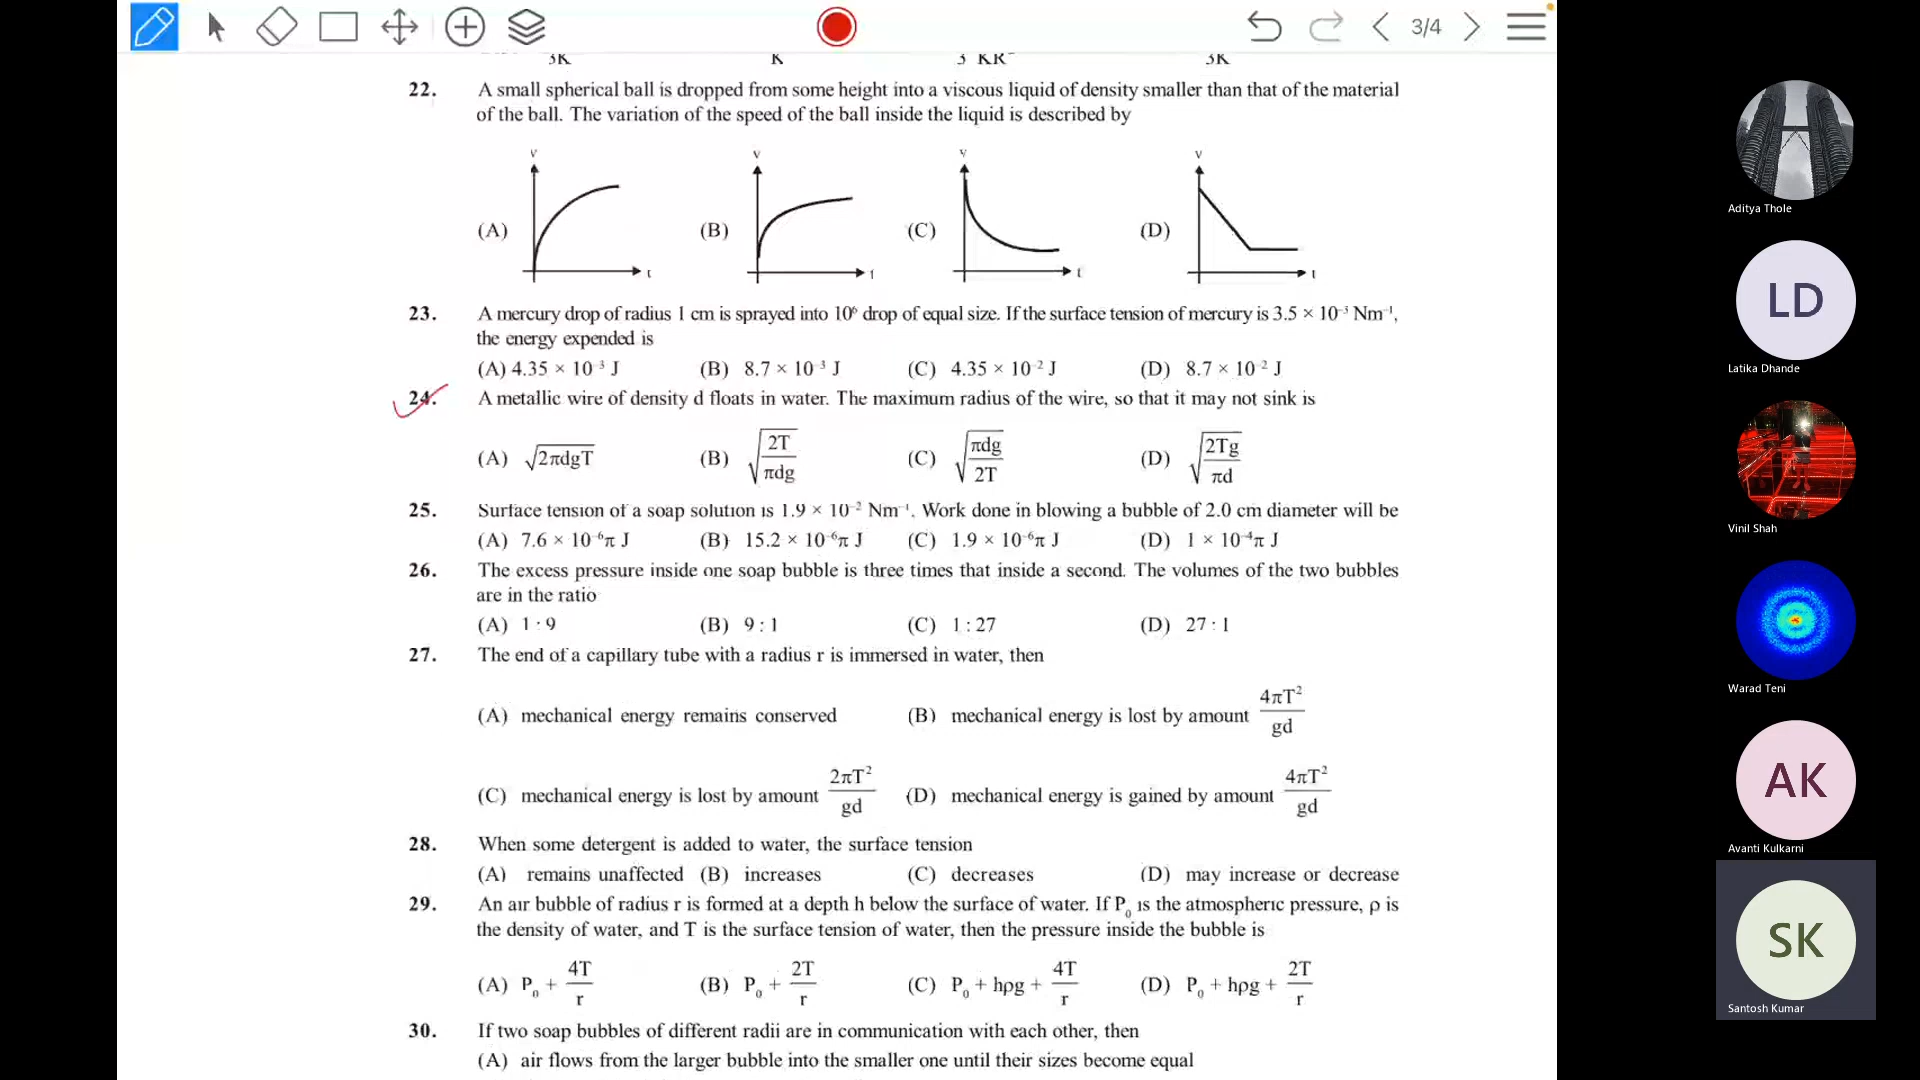 3/4
3K K 3 KR 3K
22. A small spherical ball is dropped from some height into a viscous liquid of density smaller than that of the material
of the ball. The variation of the speed of the ball inside the liquid is described by
v v v v
(A) (B) (C) (D)
t t t t
23. A mercury drop of radius 1 cm is sprayed into 10⁶ drop of equal size. If the surface tension of mercury is 3.5 × 10⁻³ Nm⁻¹,
the energy expended is
(A) 4.35 × 10⁻³ J (B) 8.7 × 10⁻³ J (C) 4.35 × 10⁻² J (D) 8.7 × 10⁻² J
24. A metallic wire of density d floats in water. The maximum radius of the wire, so that it may not sink is
(A) √(2πdgT) (B) √(2T/πdg) (C) √(πdg/2T) (D) √(2Tg/πd)
25. Surface tension of a soap solution is 1.9 × 10⁻² Nm⁻¹. Work done in blowing a bubble of 2.0 cm diameter will be
(A) 7.6 × 10⁻⁶π J (B) 15.2 × 10⁻⁶π J (C) 1.9 × 10⁻⁶π J (D) 1 × 10⁻⁴π J
26. The excess pressure inside one soap bubble is three times that inside a second. The volumes of the two bubbles
are in the ratio
(A) 1 : 9 (B) 9 : 1 (C) 1 : 27 (D) 27 : 1
27. The end of a capillary tube with a radius r is immersed in water, then
(A) mechanical energy remains conserved (B) mechanical energy is lost by amount 4πT²/gd
(C) mechanical energy is lost by amount 2πT²/gd (D) mechanical energy is gained by amount 4πT²/gd
28. When some detergent is added to water, the surface tension
(A) remains unaffected (B) increases (C) decreases (D) may increase or decrease
29. An air bubble of radius r is formed at a depth h below the surface of water. If P₀ is the atmospheric pressure, ρ is
the density of water, and T is the surface tension of water, then the pressure inside the bubble is
(A) P₀ + 4T/r (B) P₀ + 2T/r (C) P₀ + hρg + 4T/r (D) P₀ + hρg + 2T/r
30. If two soap bubbles of different radii are in communication with each other, then
(A) air flows from the larger bubble into the smaller one until their sizes become equal
Aditya Thole
LD
Latika Dhande
Vinil Shah
Warad Teni
AK
Avanti Kulkarni
SK
Santosh Kumar